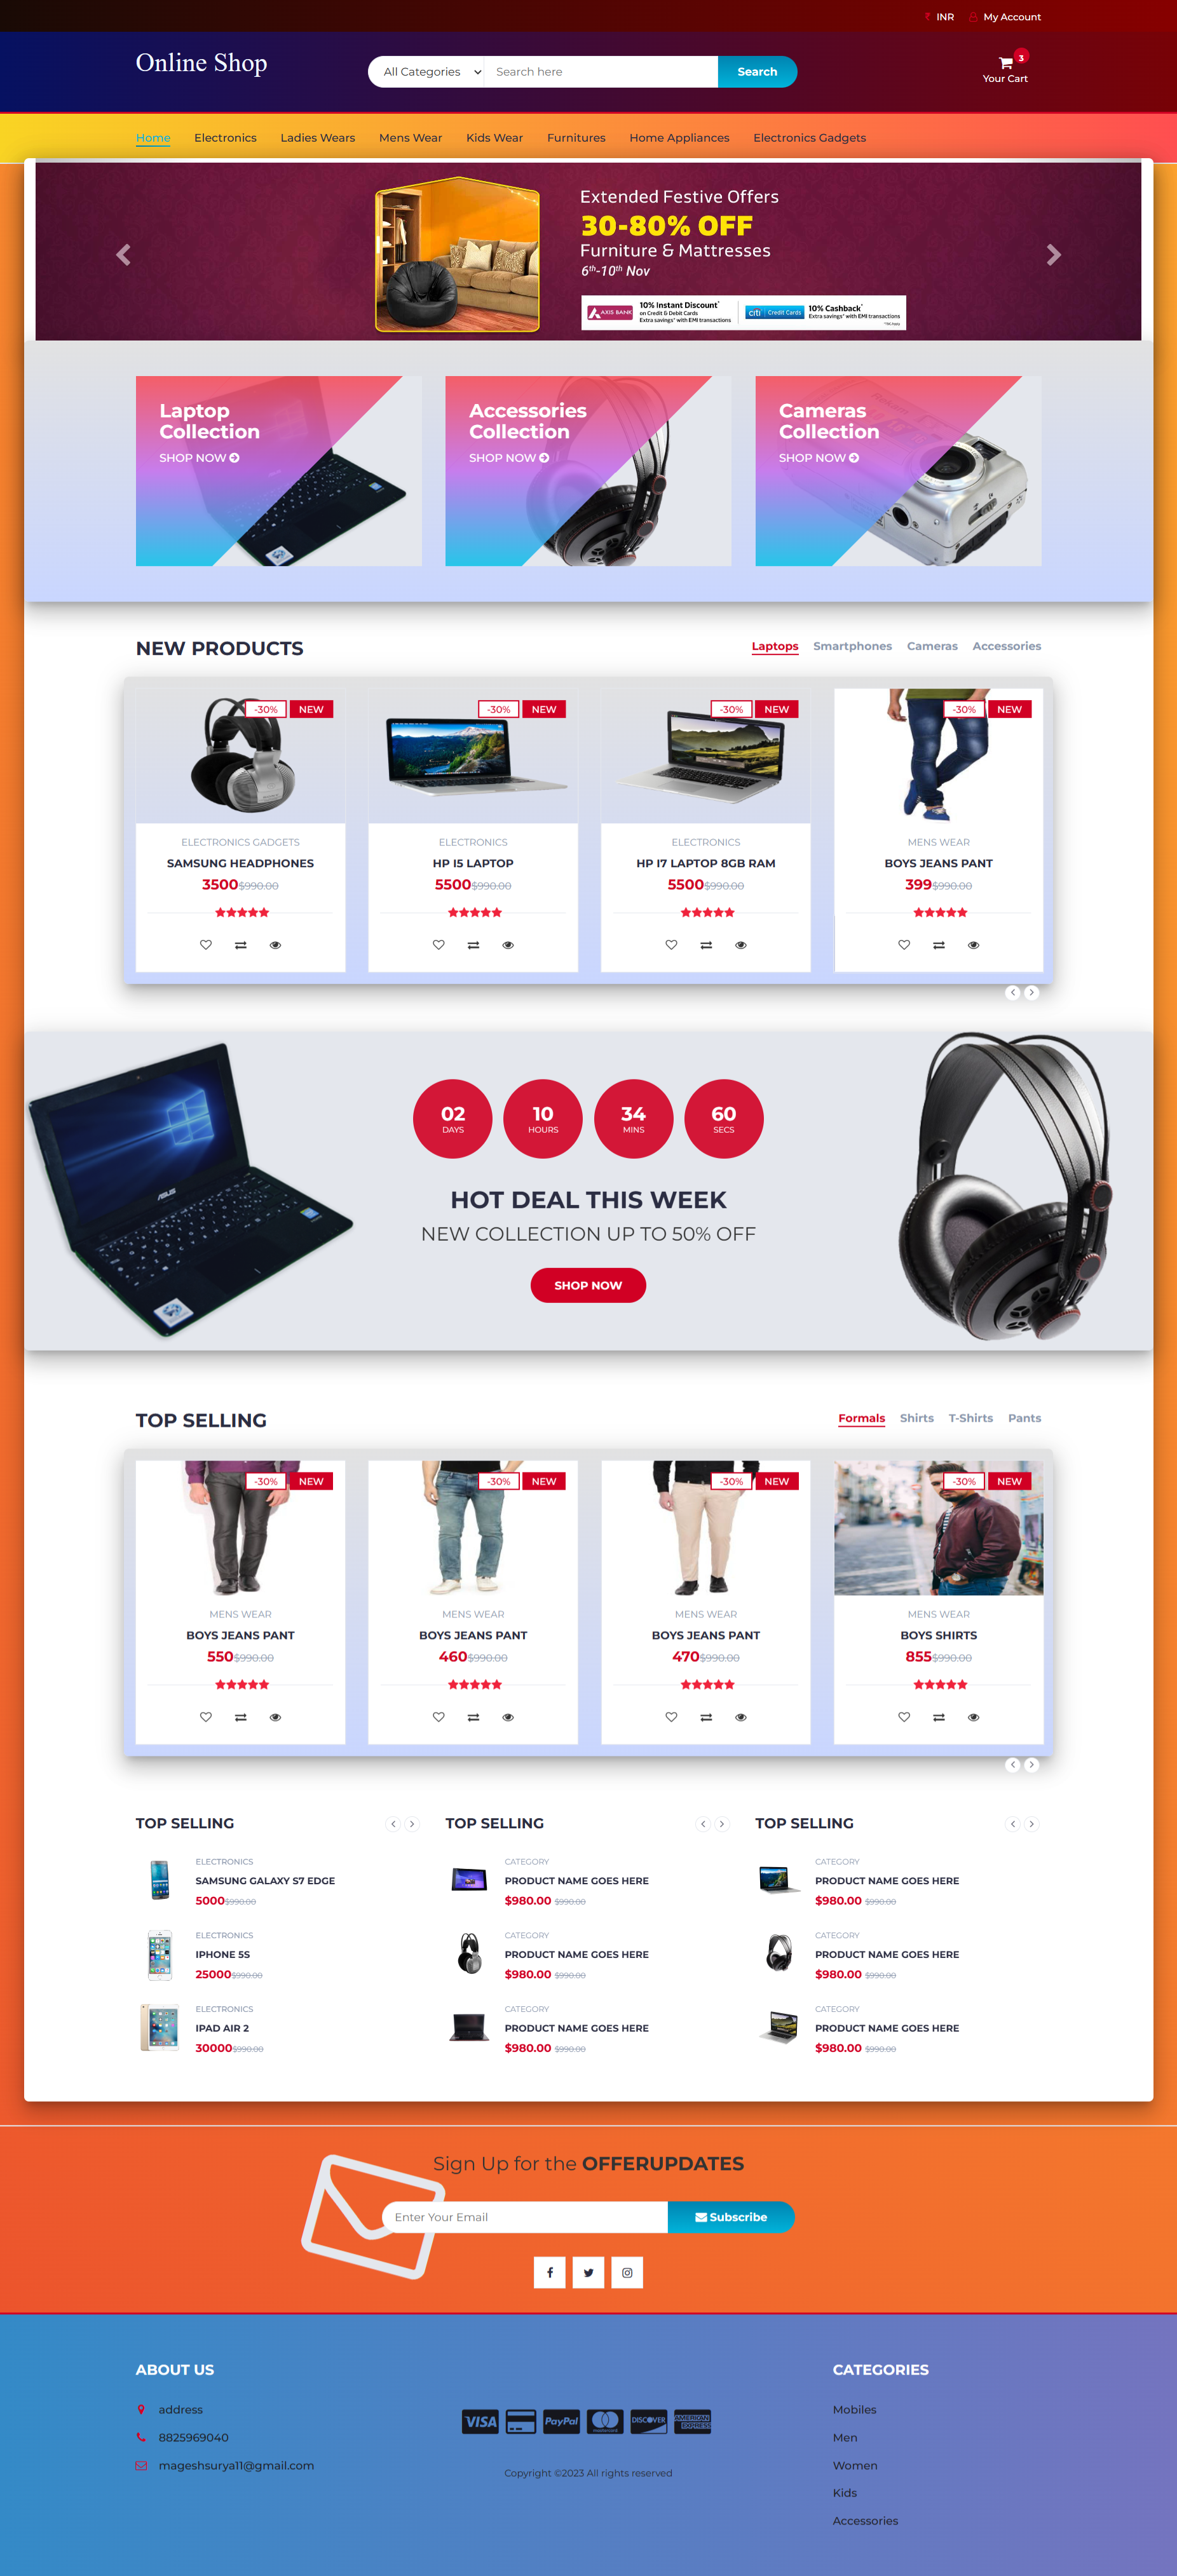 INR My Account
Online Shop
All Categories Search here Search
3
Your Cart
Home Electronics Ladies Wears Mens Wear Kids Wear Furnitures Home Appliances Electronics Gadgets
Extended Festive Offers
30-80% OFF
Furniture & Mattresses
6th-10th Nov
AXIS BANK
10% Instant Discount*
on Credit & Debit Cards
Extra savings* with EMI transactions
citi Credit Cards
10% Cashback*
Extra savings* with EMI transactions
Laptop
Collection
SHOP NOW
Accessories
Collection
SHOP NOW
Cameras
Collection
SHOP NOW
NEW PRODUCTS
Laptops Smartphones Cameras Accessories
-30% NEW
ELECTRONICS GADGETS
SAMSUNG HEADPHONES
3500$990.00
-30% NEW
ELECTRONICS
HP I5 LAPTOP
5500$990.00
-30% NEW
ELECTRONICS
HP I7 LAPTOP 8GB RAM
5500$990.00
-30% NEW
MENS WEAR
BOYS JEANS PANT
399$990.00
ASUS
02
DAYS
10
HOURS
34
MINS
60
SECS
HOT DEAL THIS WEEK
NEW COLLECTION UP TO 50% OFF
SHOP NOW
TOP SELLING
Formals Shirts T-Shirts Pants
-30% NEW
MENS WEAR
BOYS JEANS PANT
550$990.00
-30% NEW
MENS WEAR
BOYS JEANS PANT
460$990.00
-30% NEW
MENS WEAR
BOYS JEANS PANT
470$990.00
-30% NEW
MENS WEAR
BOYS SHIRTS
855$990.00
TOP SELLING
ELECTRONICS
SAMSUNG GALAXY S7 EDGE
5000$990.00
ELECTRONICS
IPHONE 5S
25000$990.00
ELECTRONICS
IPAD AIR 2
30000$990.00
TOP SELLING
CATEGORY
PRODUCT NAME GOES HERE
$980.00 $990.00
CATEGORY
PRODUCT NAME GOES HERE
$980.00 $990.00
CATEGORY
PRODUCT NAME GOES HERE
$980.00 $990.00
TOP SELLING
CATEGORY
PRODUCT NAME GOES HERE
$980.00 $990.00
CATEGORY
PRODUCT NAME GOES HERE
$980.00 $990.00
CATEGORY
PRODUCT NAME GOES HERE
$980.00 $990.00
Sign Up for the OFFERUPDATES
Enter Your Email Subscribe
ABOUT US
address
8825969040
mageshsurya11@gmail.com
VISA PayPal mastercard DISCOVER AMERICAN EXPRESS
Copyright ©2023 All rights reserved
CATEGORIES
Mobiles
Men
Women
Kids
Accessories